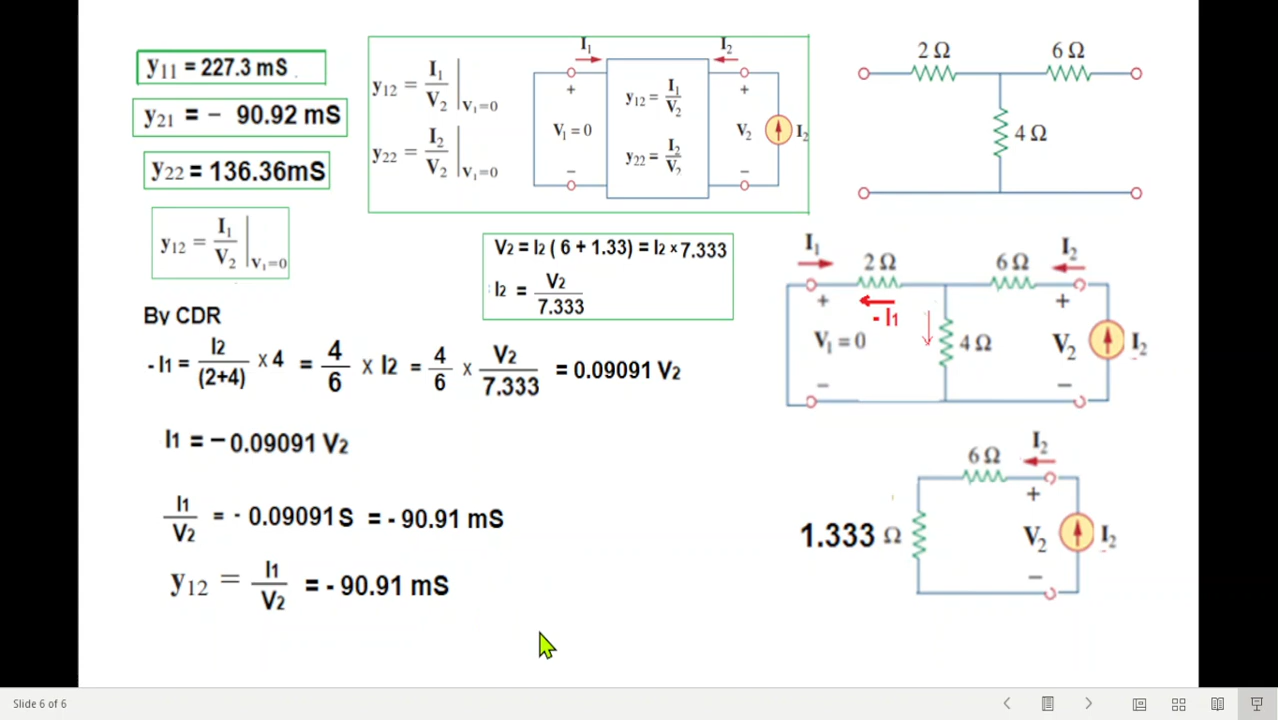 y11 = 227.3 mS
y21 = − 90.92 mS
y22 = 136.36mS
y12 = I1 / V2 | V1=0
y12 = I1 / V2 | V1=0
y22 = I2 / V2 | V1=0
I1
I2
+
V1 = 0
−
y12 = I1 / V2
y22 = I2 / V2
+
V2
−
I2
2 Ω
6 Ω
4 Ω
V2 = I2 ( 6 + 1.33) = I2 × 7.333
I2 = V2 / 7.333
By CDR
- I1 = I2 / (2+4) × 4 = 4 / 6 X I2 = 4 / 6 × V2 / 7.333 = 0.09091 V2
I1 = − 0.09091 V2
I1 / V2 = - 0.09091 S = - 90.91 mS
y12 = I1 / V2 = - 90.91 mS
I1
2 Ω
6 Ω
I2
+
- I1
+
V1 = 0
4 Ω
V2
I2
−
−
6 Ω
I2
+
1.333 Ω
V2
I2
−
Slide 6 of 6